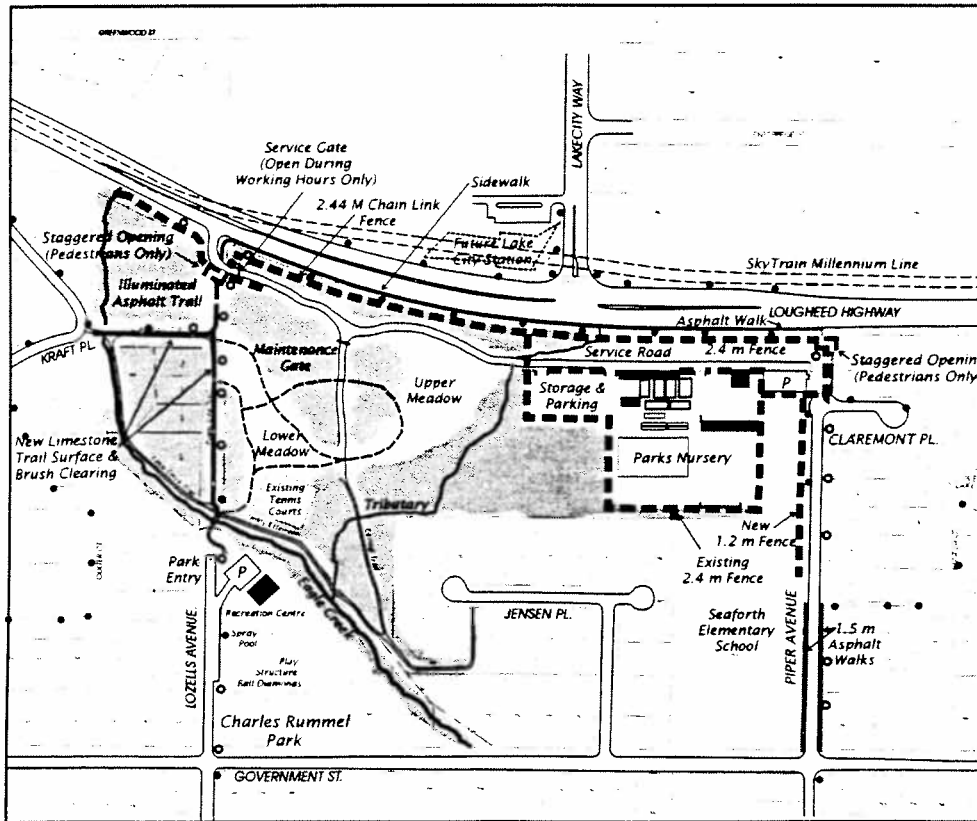 GREENWOOD ST
LAKECITY WAY
Service Gate
(Open During
Working Hours Only)
Sidewalk
2.44 M Chain Link
Fence
Staggered Opening
(Pedestrians Only)
Future Lake
City Station
SkyTrain Millennium Line
Illuminated
Asphalt Trail
LOUGHEED HIGHWAY
Asphalt Walk
KRAFT PL.
Maintenance
Gate
Service Road
2.4 m Fence
Staggered Opening
(Pedestrians Only)
Upper
Meadow
Storage &
Parking
P
CLAREMONT PL.
New Limestone
Trail Surface &
Brush Clearing
Lower
Meadow
Parks Nursery
Existing
Tennis
Courts
Tributary
New
1.2 m Fence
Existing
2.4 m Fence
Park
Entry
P
Eagle Creek
Recreation Centre
JENSEN PL.
Seaforth
Elementary
School
PIPER AVENUE
1.5 m
Asphalt
Walks
LOZELLS AVENUE
Spray
Pool
Play
Structure
Ball Diamonds
Charles Rummel
Park
GOVERNMENT ST.